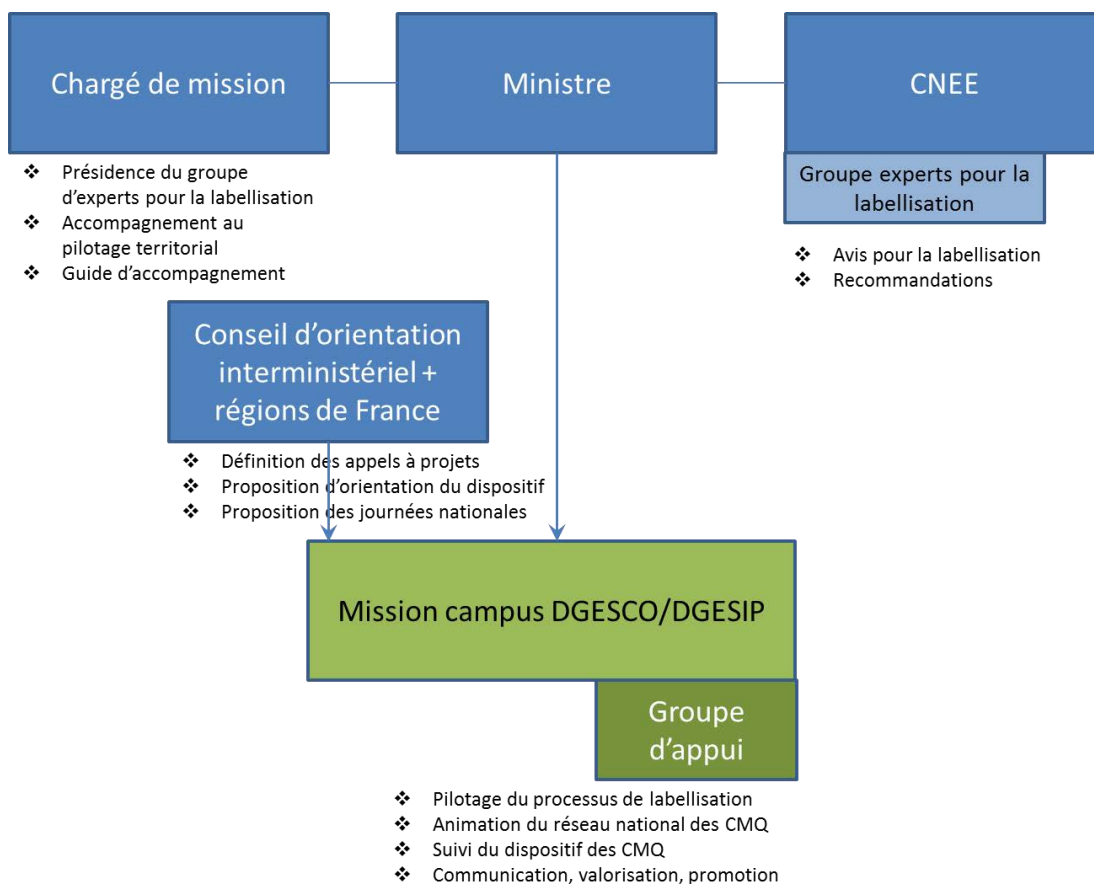 Chargé de mission
Ministre
CNEE
❖ Présidence du groupe
d’experts pour la labellisation
❖ Accompagnement au
pilotage territorial
❖ Guide d’accompagnement
Groupe experts pour la
labellisation
❖ Avis pour la labellisation
❖ Recommandations
Conseil d’orientation
interministériel +
régions de France
❖ Définition des appels à projets
❖ Proposition d’orientation du dispositif
❖ Proposition des journées nationales
Mission campus DGESCO/DGESIP
Groupe
d’appui
❖ Pilotage du processus de labellisation
❖ Animation du réseau national des CMQ
❖ Suivi du dispositif des CMQ
❖ Communication, valorisation, promotion